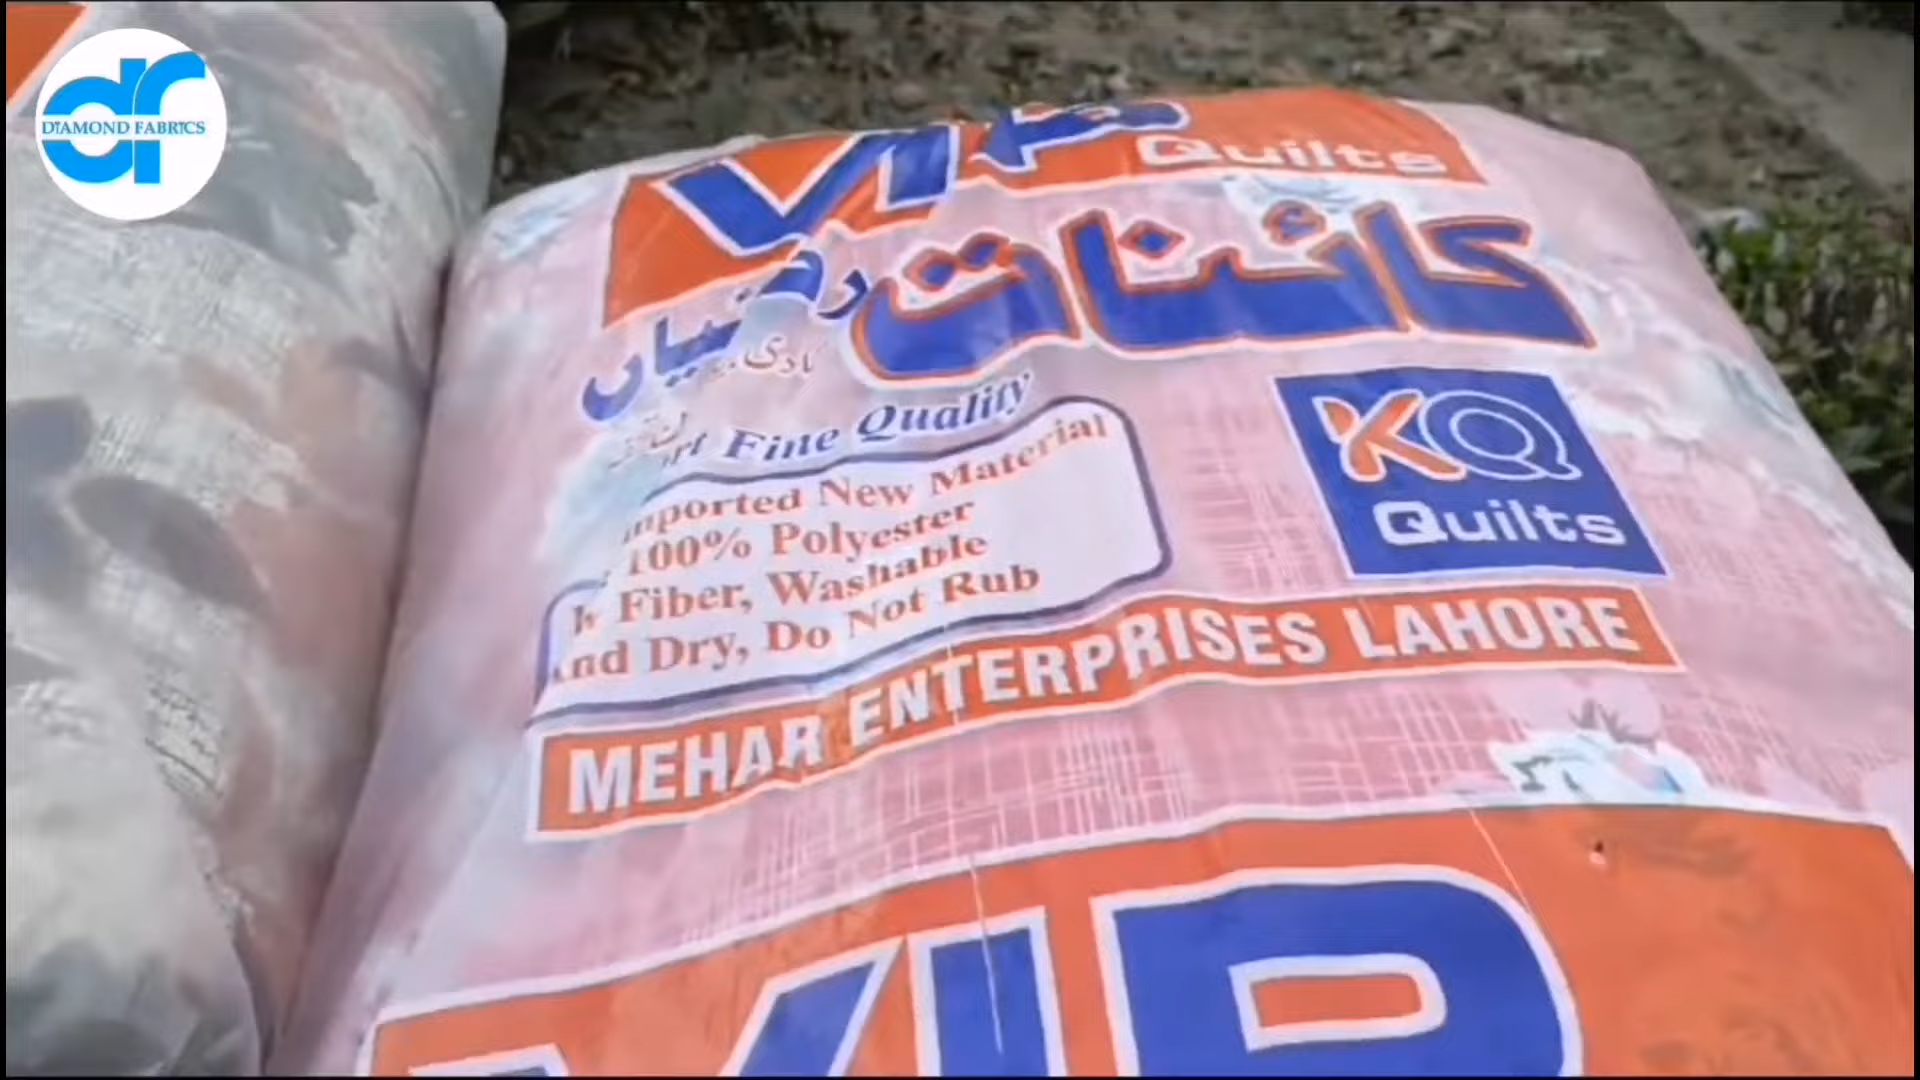 DIAMOND FABRICS
VIP Quilts
کائنات رضائیاں
Fine Quality
Imported New Material
100% Polyester
Fiber, Washable
And Dry, Do Not Rub
KQ
Quilts
MEHAR ENTERPRISES LAHORE
VIP